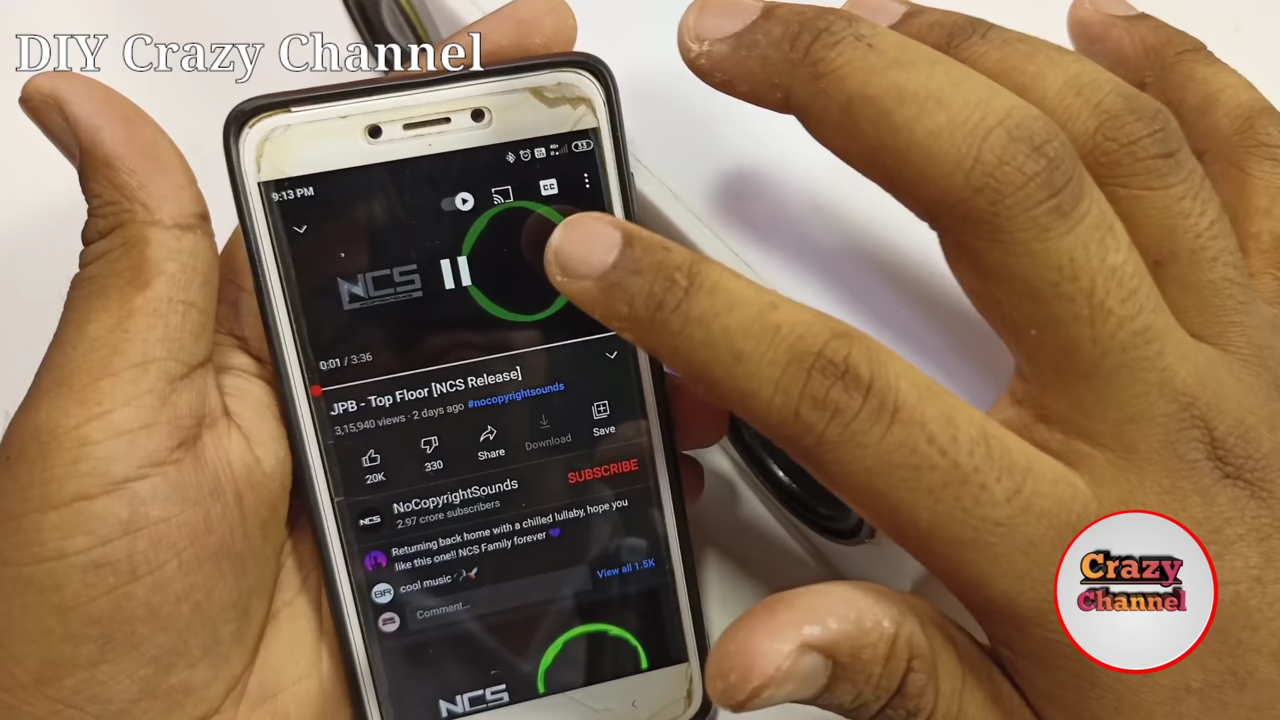 DIY Crazy Channel
9:13 PM
33
CC
NCS
0:01 / 3:36
JPB - Top Floor [NCS Release]
3,15,940 views · 2 days ago #nocopyrightsounds
20K
330
Share
Download
Save
NCS
NoCopyrightSounds
2.97 crore subscribers
SUBSCRIBE
Returning back home with a chilled lullaby, hope you
like this one!! NCS Family forever 💜
BR cool music
View all 1.5K
Comment...
NCS
Crazy
Channel